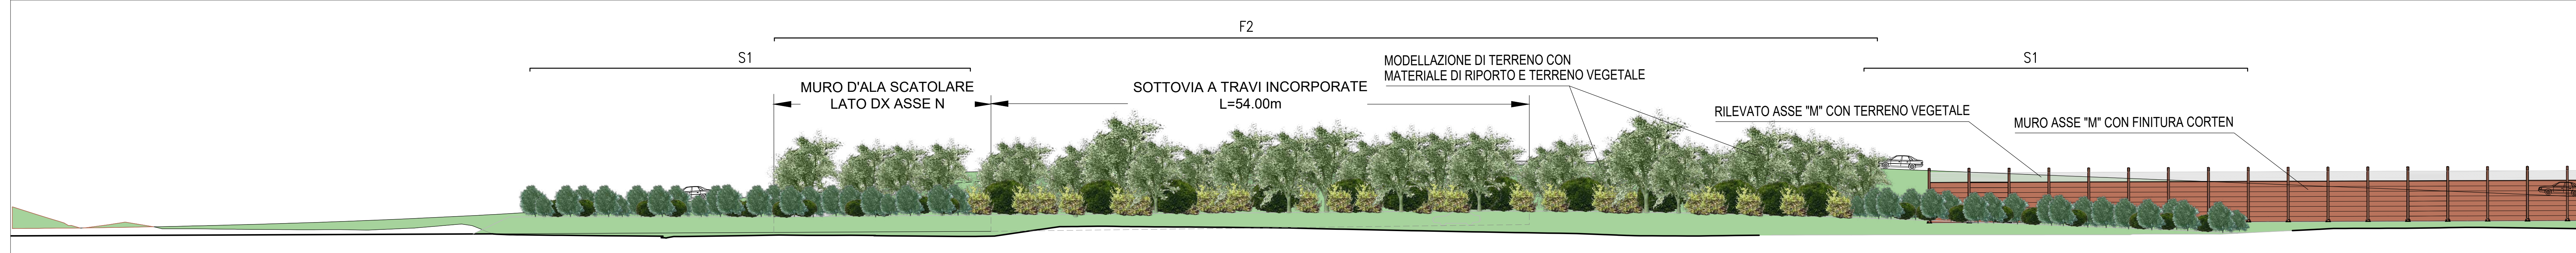 F2
S1
S1
MURO D'ALA SCATOLARE
LATO DX ASSE N
SOTTOVIA A TRAVI INCORPORATE
L=54.00m
MODELLAZIONE DI TERRENO CON
MATERIALE DI RIPORTO E TERRENO VEGETALE
RILEVATO ASSE "M" CON TERRENO VEGETALE
MURO ASSE "M" CON FINITURA CORTEN